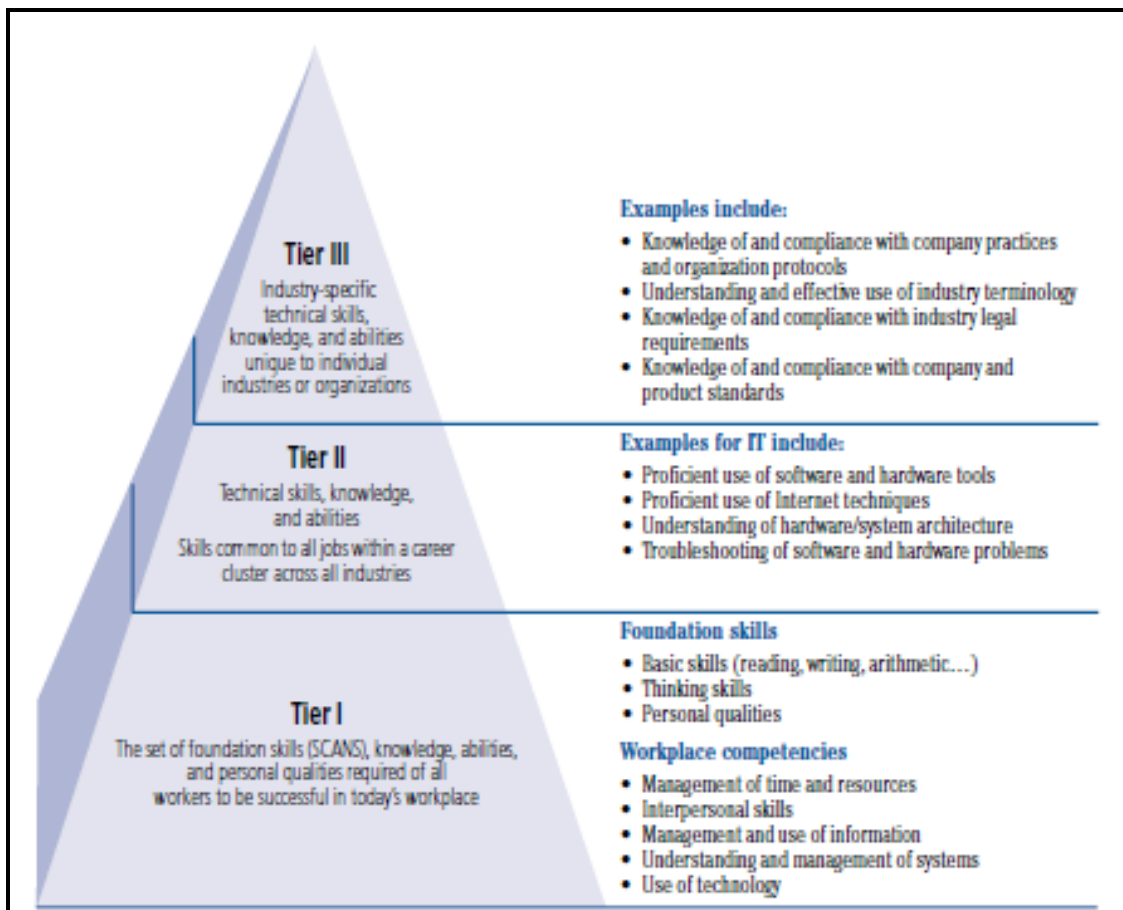 Tier III
Industry-specific
technical skills,
knowledge, and abilities
unique to individual
industries or organizations
Examples include:
• Knowledge of and compliance with company practices
and organization protocols
• Understanding and effective use of industry terminology
• Knowledge of and compliance with industry legal
requirements
• Knowledge of and compliance with company and
product standards
Tier II
Technical skills, knowledge,
and abilities
Skills common to all jobs within a career
cluster across all industries
Examples for IT include:
• Proficient use of software and hardware tools
• Proficient use of Internet techniques
• Understanding of hardware/system architecture
• Troubleshooting of software and hardware problems
Tier I
The set of foundation skills (SCANS), knowledge, abilities,
and personal qualities required of all
workers to be successful in today's workplace
Foundation skills
• Basic skills (reading, writing, arithmetic...)
• Thinking skills
• Personal qualities
Workplace competencies
• Management of time and resources
• Interpersonal skills
• Management and use of information
• Understanding and management of systems
• Use of technology